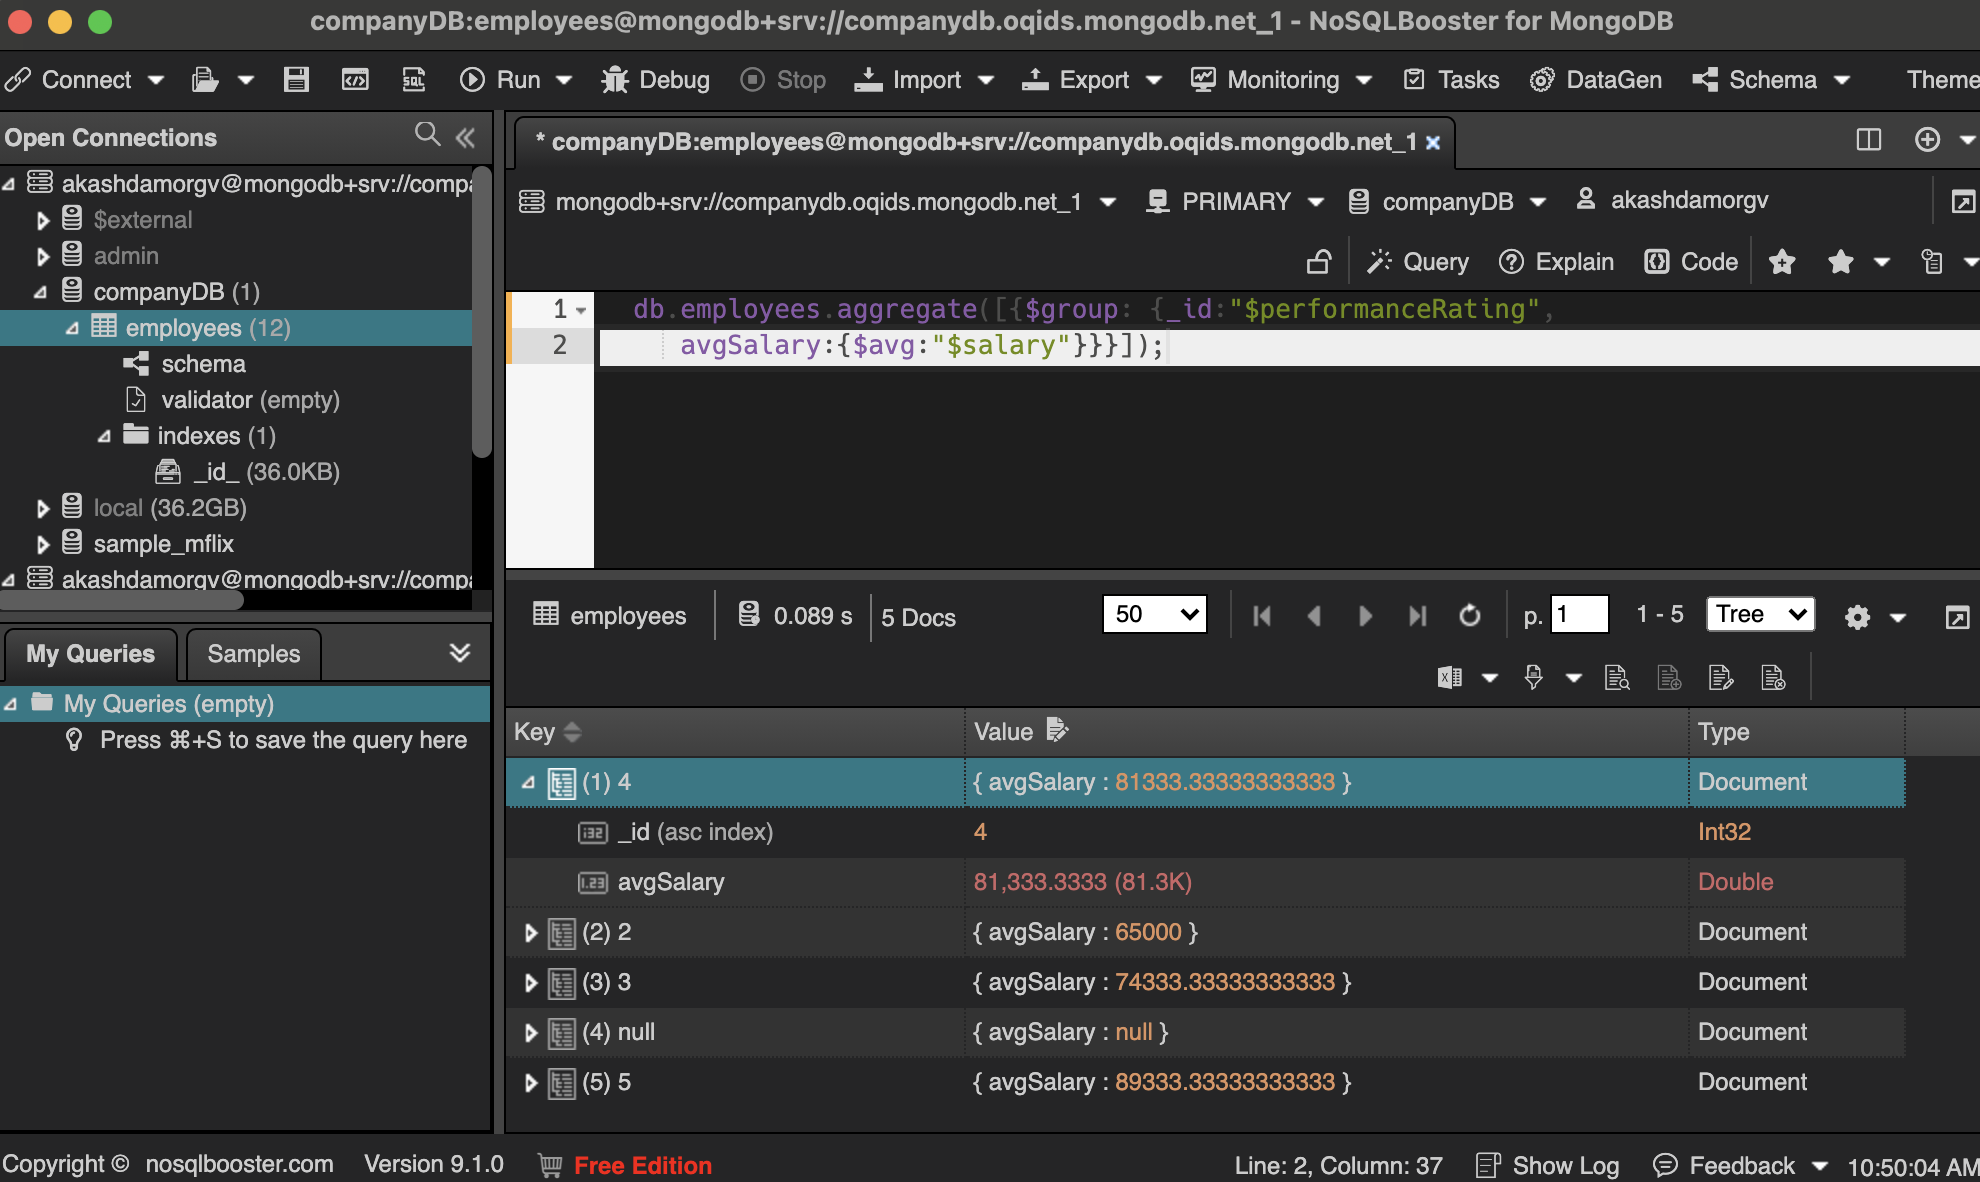 companyDB:employees@mongodb+srv://companydb.oqids.mongodb.net_1 - NoSQLBooster for MongoDB
Connect Run Debug Stop Import Export Monitoring Tasks DataGen Schema Theme
Open Connections
akashdamorgv@mongodb+srv://compa
$external
admin
companyDB (1)
employees (12)
schema
validator (empty)
indexes (1)
_id_ (36.0KB)
local (36.2GB)
sample_mflix
akashdamorgv@mongodb+srv://compa
My Queries Samples
My Queries (empty)
Press ⌘+S to save the query here
* companyDB:employees@mongodb+srv://companydb.oqids.mongodb.net_1
mongodb+srv://companydb.oqids.mongodb.net_1 PRIMARY companyDB akashdamorgv
Query Explain Code
1 db.employees.aggregate([{$group: {_id:"$performanceRating",
2 avgSalary:{$avg:"$salary"}}}]);
employees 0.089 s 5 Docs 50 p. 1 1 - 5 Tree
Key Value Type
(1) 4 { avgSalary : 81333.33333333333 } Document
_id (asc index) 4 Int32
avgSalary 81,333.3333 (81.3K) Double
(2) 2 { avgSalary : 65000 } Document
(3) 3 { avgSalary : 74333.33333333333 } Document
(4) null { avgSalary : null } Document
(5) 5 { avgSalary : 89333.33333333333 } Document
Copyright © nosqlbooster.com Version 9.1.0 Free Edition Line: 2, Column: 37 Show Log Feedback 10:50:04 AM